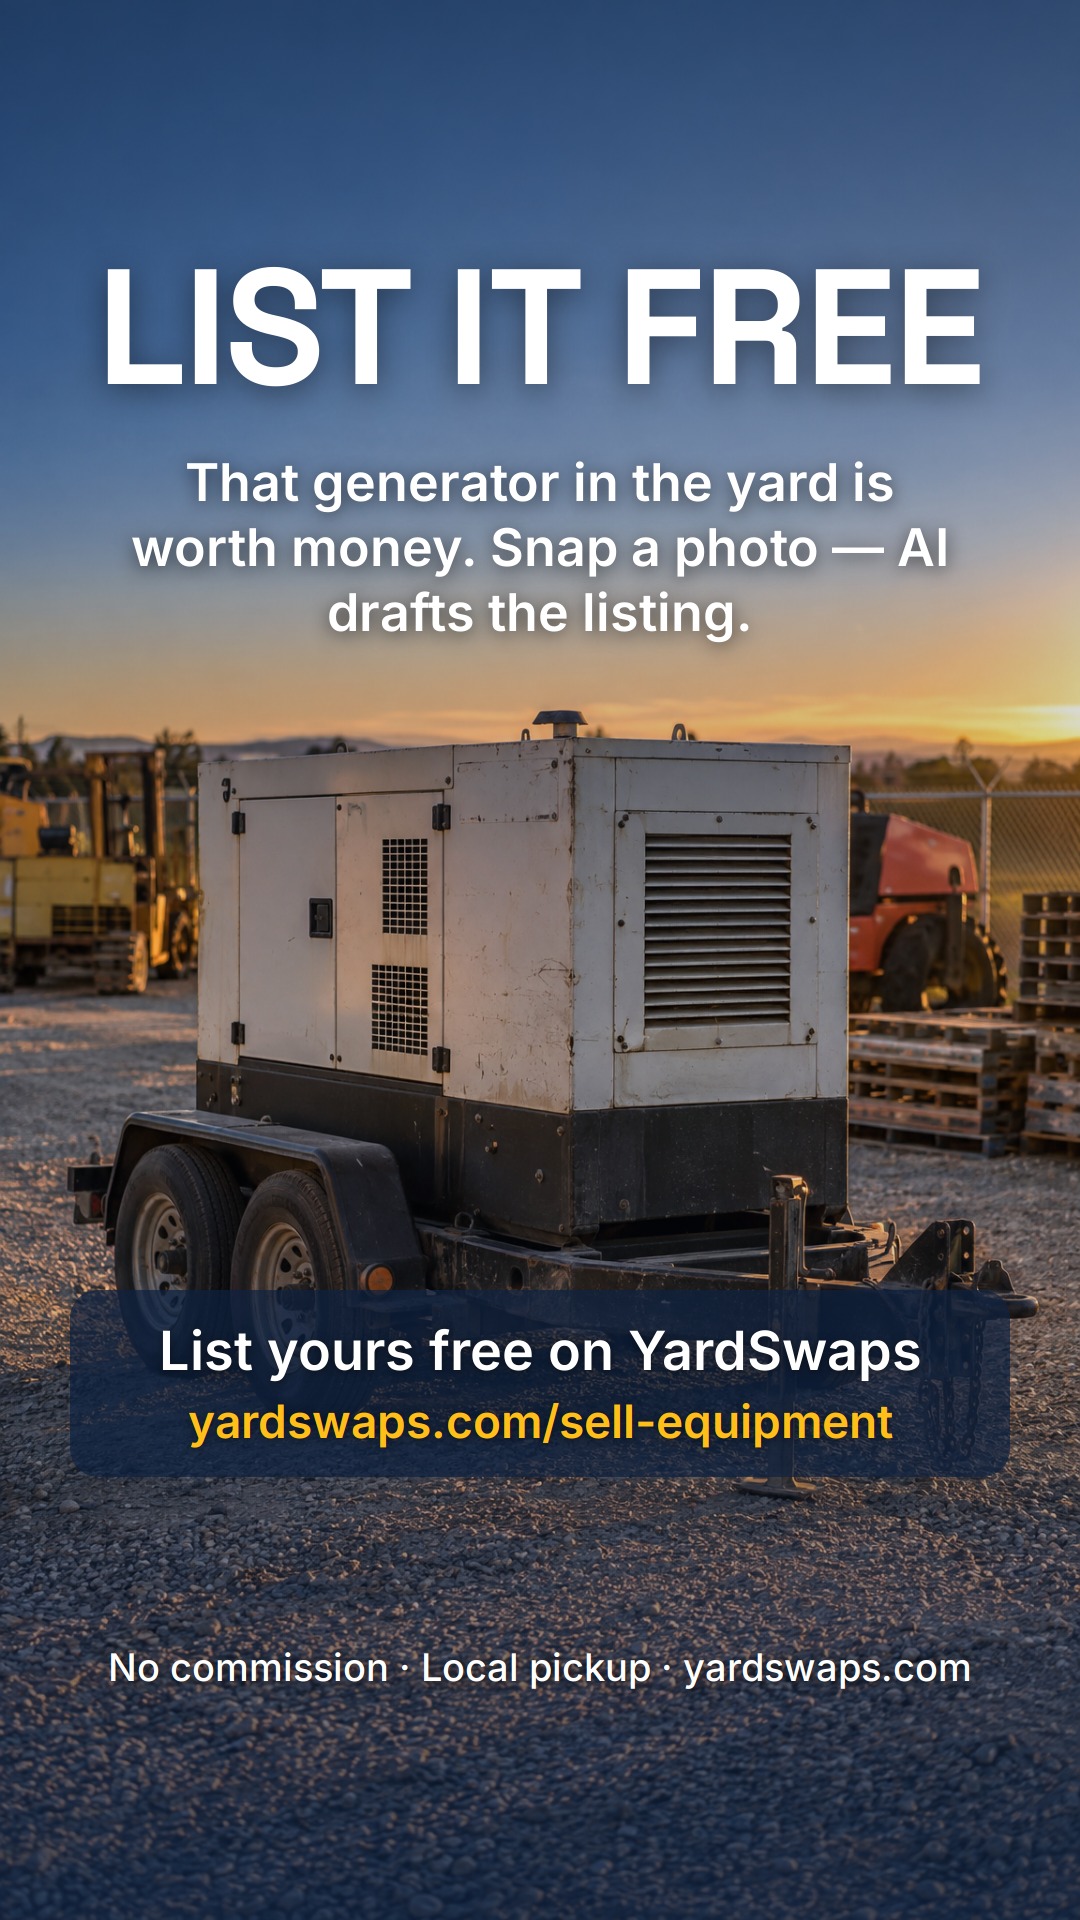 LIST IT FREE
That generator in the yard is
worth money. Snap a photo — AI
drafts the listing.
List yours free on YardSwaps
yardswaps.com/sell-equipment
No commission · Local pickup · yardswaps.com